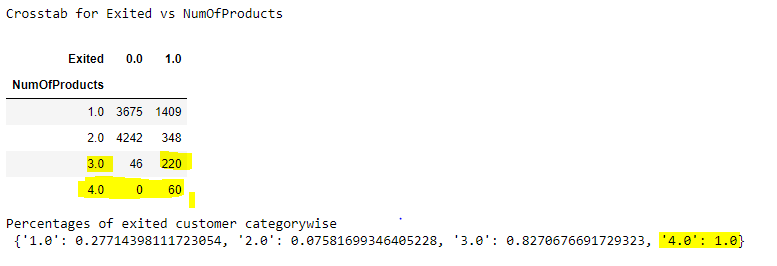 Crosstab for Exited vs NumOfProducts
Exited 0.0 1.0
NumOfProducts
1.0 3675 1409
2.0 4242 348
3.0 46 220
4.0 0 60
Percentages of exited customer categorywise
{'1.0': 0.27714398111723054, '2.0': 0.07581699346405228, '3.0': 0.8270676691729323, '4.0': 1.0}